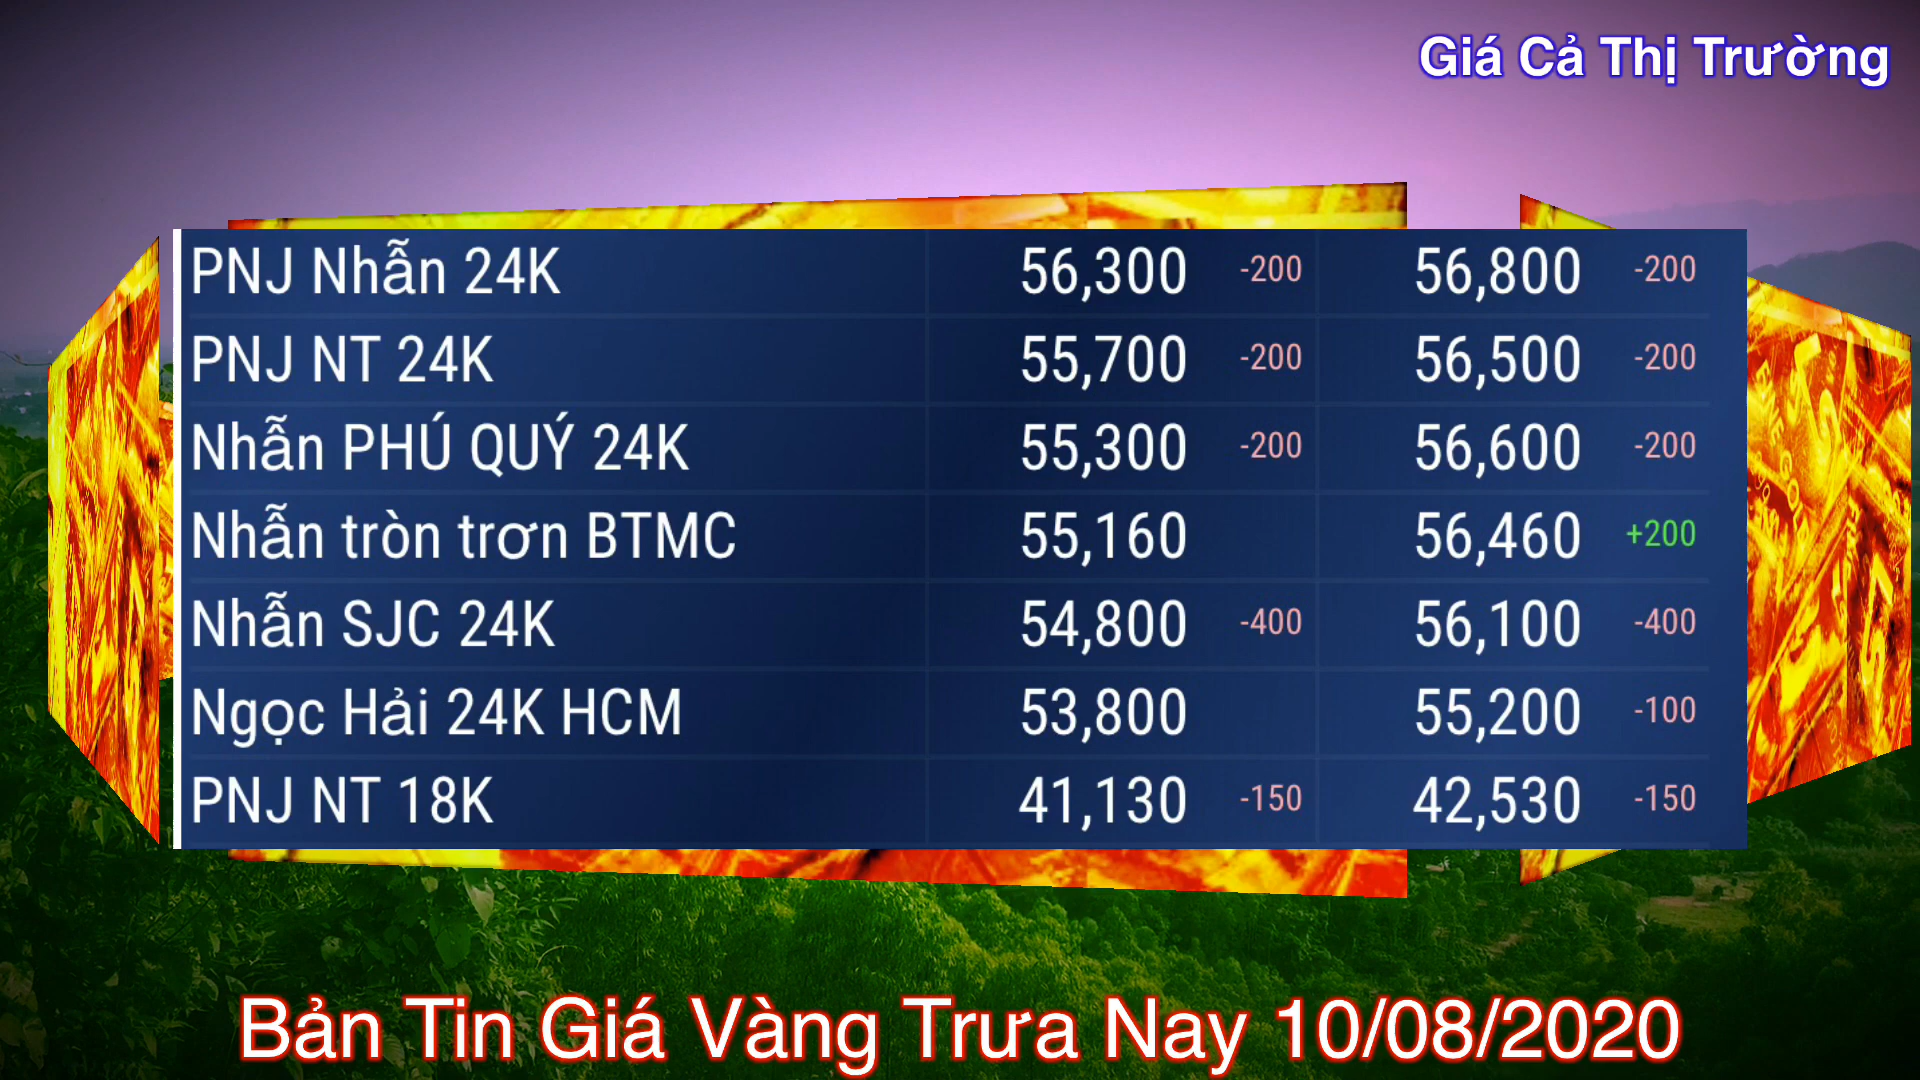 Giá Cả Thị Trường
PNJ Nhẫn 24K 56,300 -200 56,800 -200
PNJ NT 24K 55,700 -200 56,500 -200
Nhẫn PHÚ QUÝ 24K 55,300 -200 56,600 -200
Nhẫn tròn trơn BTMC 55,160 56,460 +200
Nhẫn SJC 24K 54,800 -400 56,100 -400
Ngọc Hải 24K HCM 53,800 55,200 -100
PNJ NT 18K 41,130 -150 42,530 -150
Bản Tin Giá Vàng Trưa Nay 10/08/2020